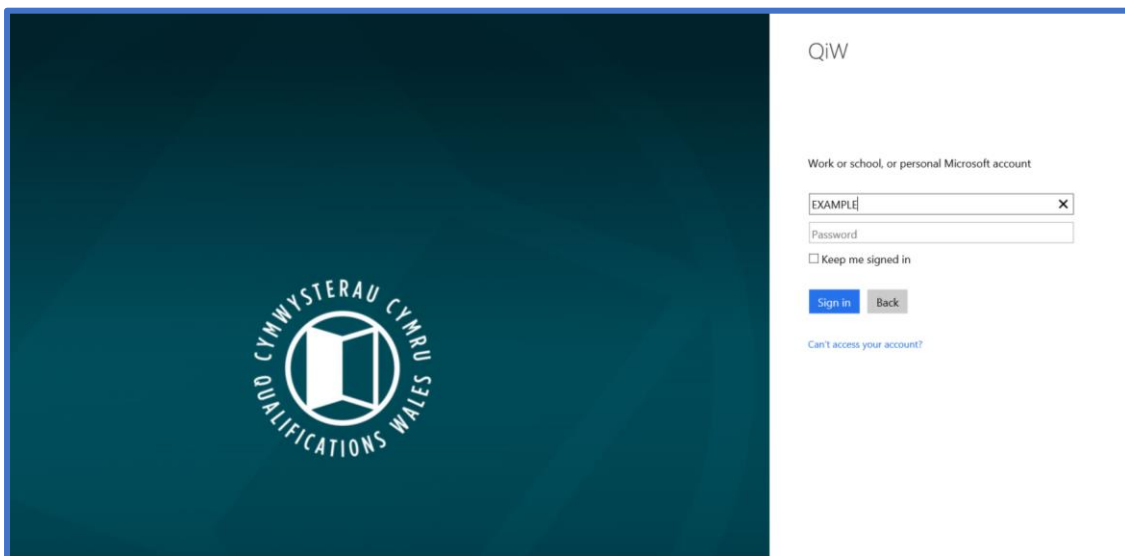 CYMWYSTERAU CYMRU
QUALIFICATIONS WALES
QiW
Work or school, or personal Microsoft account
EXAMPLE
Password
Keep me signed in
Sign in Back
Can't access your account?